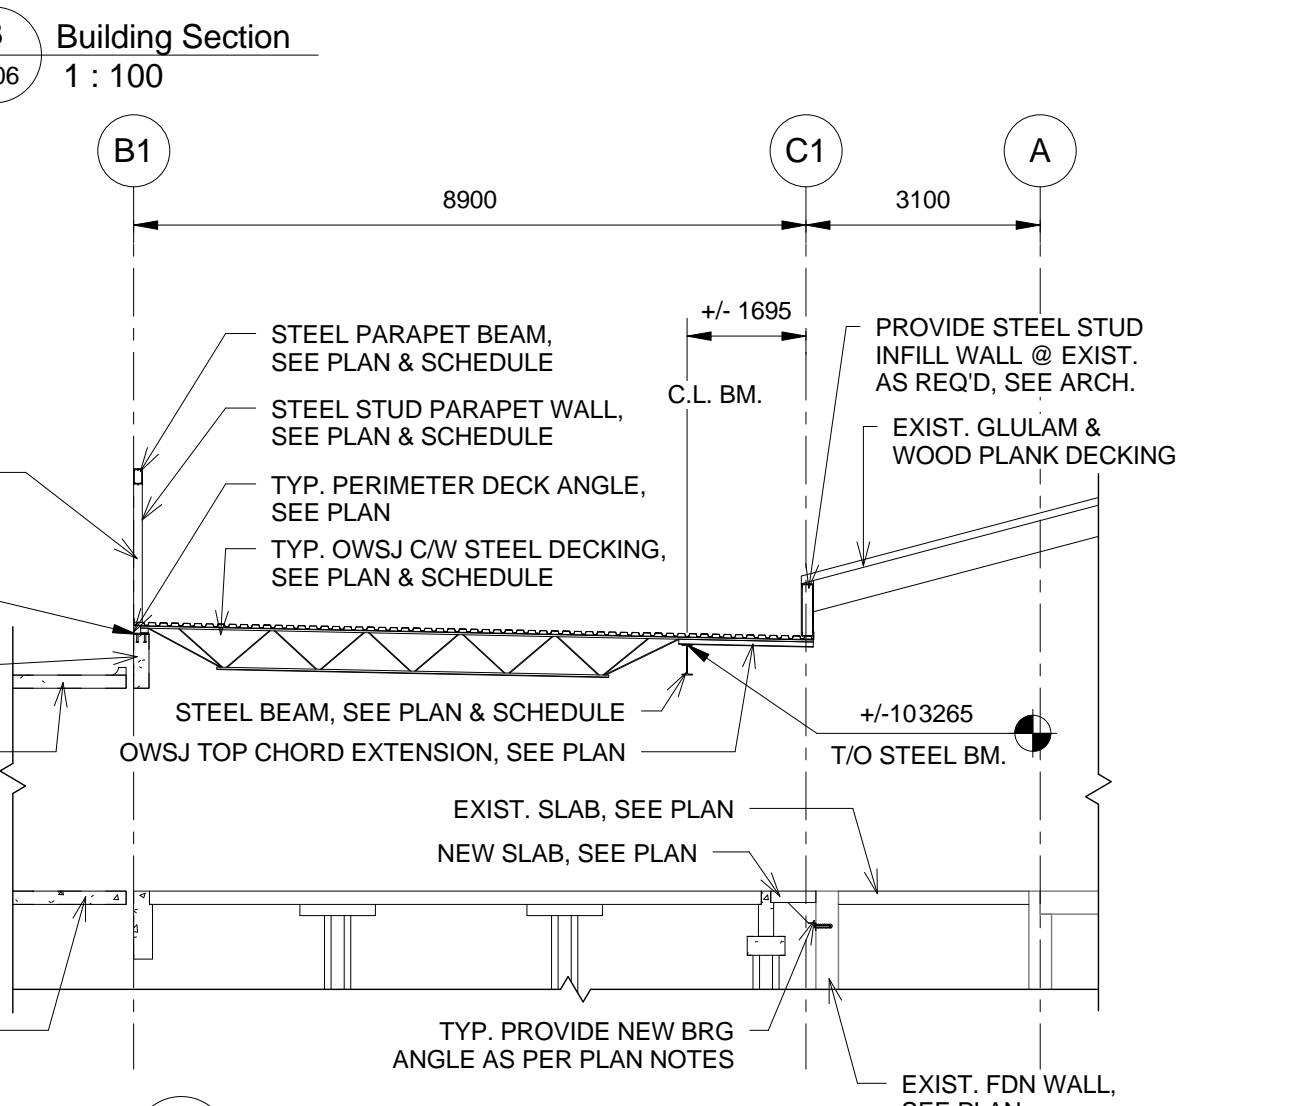 Building Section
1 : 100
06
B1
C1
A
8900
3100
+/- 1695
C.L. BM.
STEEL PARAPET BEAM,
SEE PLAN & SCHEDULE
STEEL STUD PARAPET WALL,
SEE PLAN & SCHEDULE
TYP. PERIMETER DECK ANGLE,
SEE PLAN
TYP. OWSJ C/W STEEL DECKING,
SEE PLAN & SCHEDULE
PROVIDE STEEL STUD
INFILL WALL @ EXIST.
AS REQ'D, SEE ARCH.
EXIST. GLULAM &
WOOD PLANK DECKING
STEEL BEAM, SEE PLAN & SCHEDULE
OWSJ TOP CHORD EXTENSION, SEE PLAN
+/-103265
T/O STEEL BM.
EXIST. SLAB, SEE PLAN
NEW SLAB, SEE PLAN
TYP. PROVIDE NEW BRG
ANGLE AS PER PLAN NOTES
EXIST. FDN WALL,
SEE PLAN